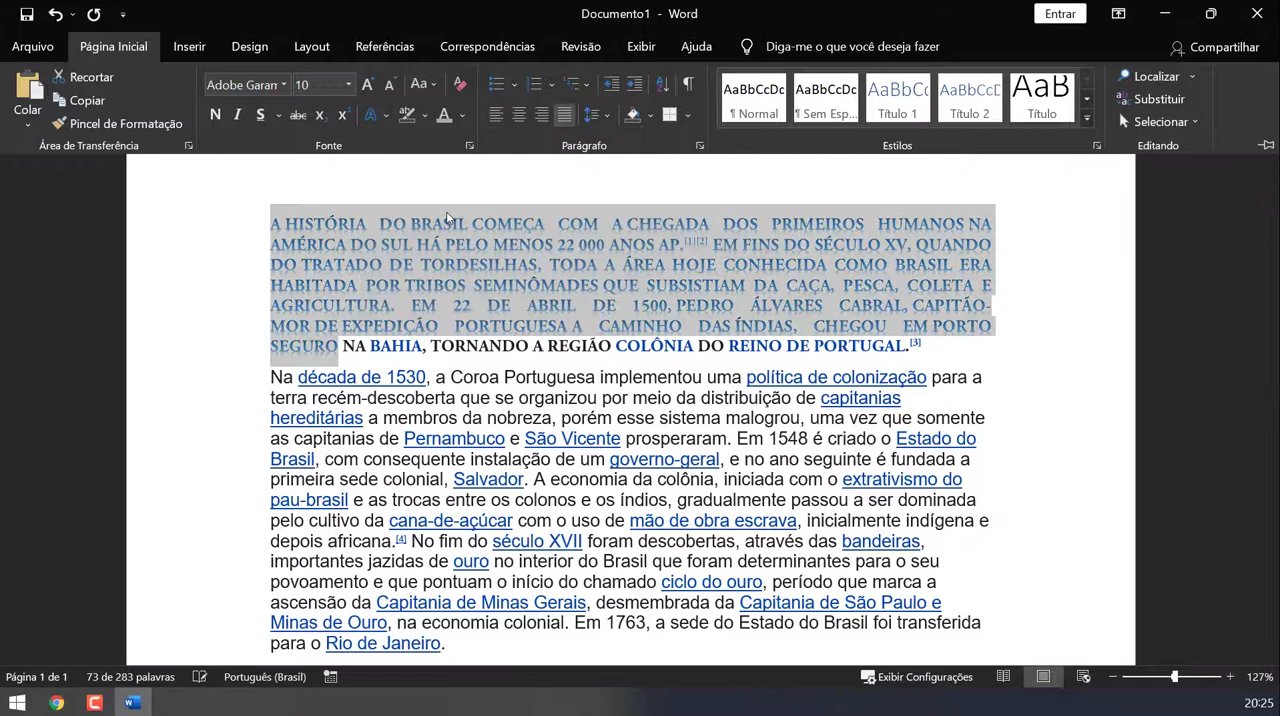 Documento1 - Word
Entrar
Arquivo Página Inicial Inserir Design Layout Referências Correspondências Revisão Exibir Ajuda Diga-me o que você deseja fazer Compartilhar
Colar
Recortar
Copiar
Pincel de Formatação
Área de Transferência
Adobe Garan 10 Aa
N I S abc x x A A
Fonte
Parágrafo
AaBbCcDc AaBbCcDc AaBbCc AaBbCcD AaB
¶ Normal ¶ Sem Esp... Título 1 Título 2 Título
Estilos
Localizar
Substituir
Selecionar
Editando
A HISTÓRIA DO BRASIL COMEÇA COM A CHEGADA DOS PRIMEIROS HUMANOS NA
AMÉRICA DO SUL HÁ PELO MENOS 22 000 ANOS AP.[1][2] EM FINS DO SÉCULO XV, QUANDO
DO TRATADO DE TORDESILHAS, TODA A ÁREA HOJE CONHECIDA COMO BRASIL ERA
HABITADA POR TRIBOS SEMINÔMADES QUE SUBSISTIAM DA CAÇA, PESCA, COLETA E
AGRICULTURA. EM 22 DE ABRIL DE 1500, PEDRO ÁLVARES CABRAL, CAPITÃO-
MOR DE EXPEDIÇÃO PORTUGUESA A CAMINHO DAS ÍNDIAS, CHEGOU EM PORTO
SEGURO NA BAHIA, TORNANDO A REGIÃO COLÔNIA DO REINO DE PORTUGAL.[3]
Na década de 1530, a Coroa Portuguesa implementou uma política de colonização para a
terra recém-descoberta que se organizou por meio da distribuição de capitanias
hereditárias a membros da nobreza, porém esse sistema malogrou, uma vez que somente
as capitanias de Pernambuco e São Vicente prosperaram. Em 1548 é criado o Estado do
Brasil, com consequente instalação de um governo-geral, e no ano seguinte é fundada a
primeira sede colonial, Salvador. A economia da colônia, iniciada com o extrativismo do
pau-brasil e as trocas entre os colonos e os índios, gradualmente passou a ser dominada
pelo cultivo da cana-de-açúcar com o uso de mão de obra escrava, inicialmente indígena e
depois africana.[4] No fim do século XVII foram descobertas, através das bandeiras,
importantes jazidas de ouro no interior do Brasil que foram determinantes para o seu
povoamento e que pontuam o início do chamado ciclo do ouro, período que marca a
ascensão da Capitania de Minas Gerais, desmembrada da Capitania de São Paulo e
Minas de Ouro, na economia colonial. Em 1763, a sede do Estado do Brasil foi transferida
para o Rio de Janeiro.
Página 1 de 1 73 de 283 palavras Português (Brasil) Exibir Configurações 127%
20:25